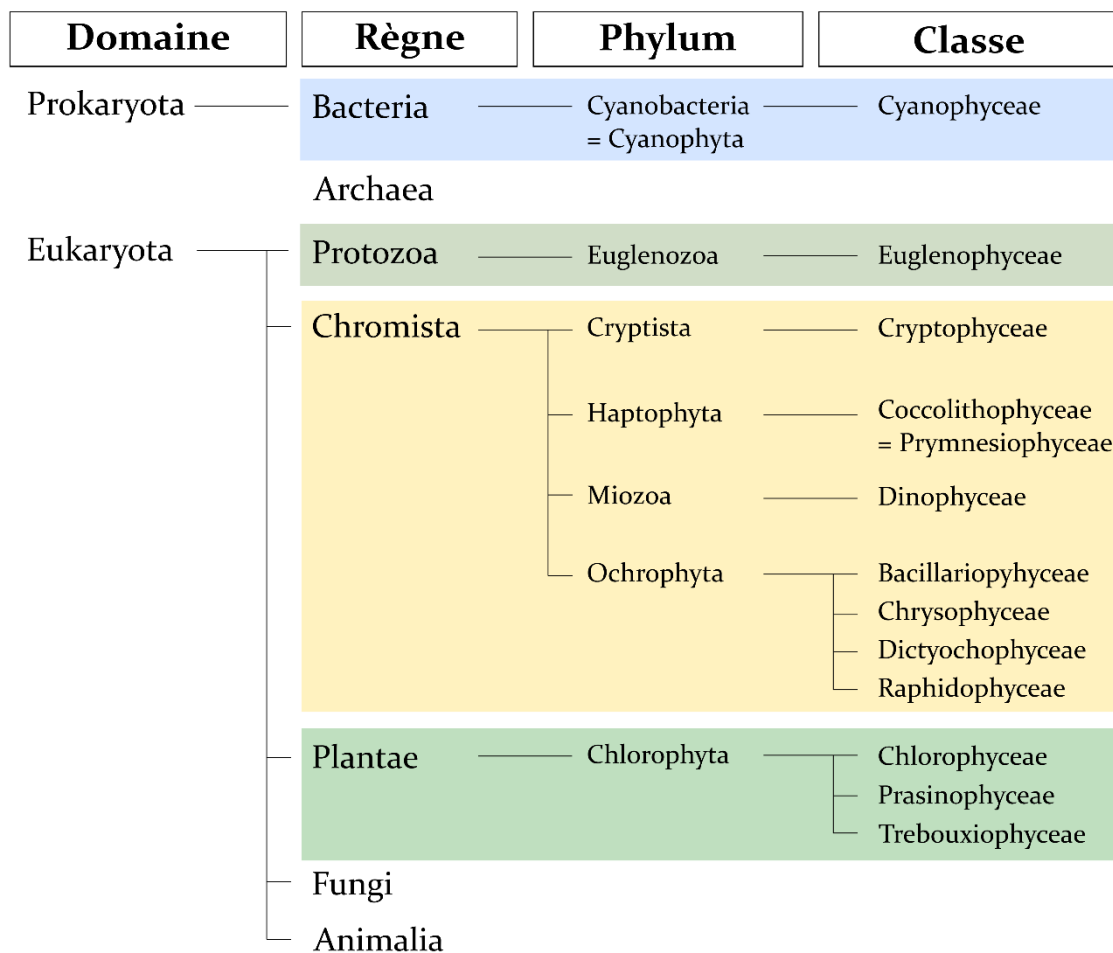 Domaine Règne Phylum Classe
Prokaryota Bacteria Cyanobacteria Cyanophyceae
= Cyanophyta
Archaea
Eukaryota Protozoa Euglenozoa Euglenophyceae
Chromista Cryptista Cryptophyceae
Haptophyta Coccolithophyceae
= Prymnesiophyceae
Miozoa Dinophyceae
Ochrophyta Bacillariopyhyceae
Chrysophyceae
Dictyochophyceae
Raphidophyceae
Plantae Chlorophyta Chlorophyceae
Prasinophyceae
Trebouxiophyceae
Fungi
Animalia